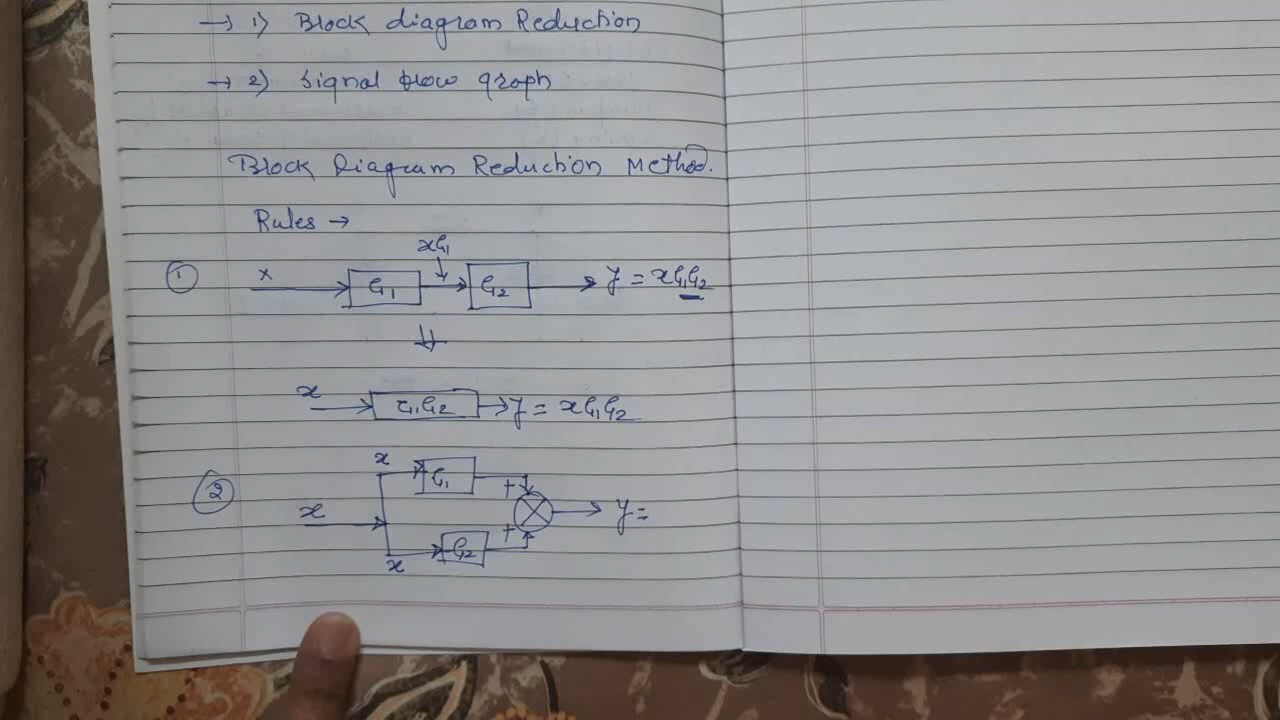 → 1) Block diagram Reduction
→ 2) Signal flow graph
Block Diagram Reduction Method.
Rules →
xG1
① x G1 G2 y = xG1G2
x G1G2 y = xG1G2
② x G1
x + y =
+
x G2